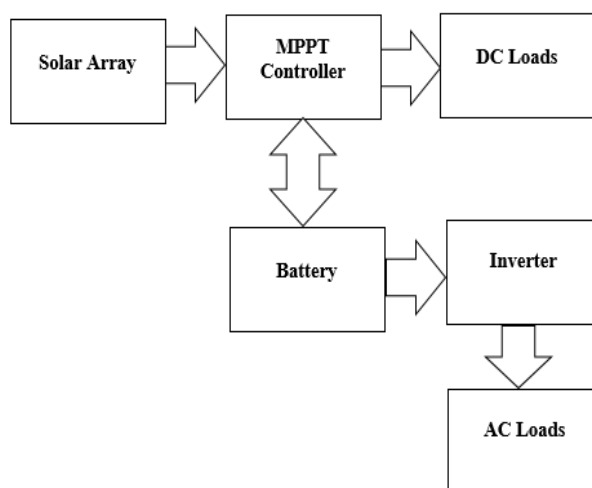 Solar Array
MPPT
Controller
DC Loads
Battery
Inverter
AC Loads